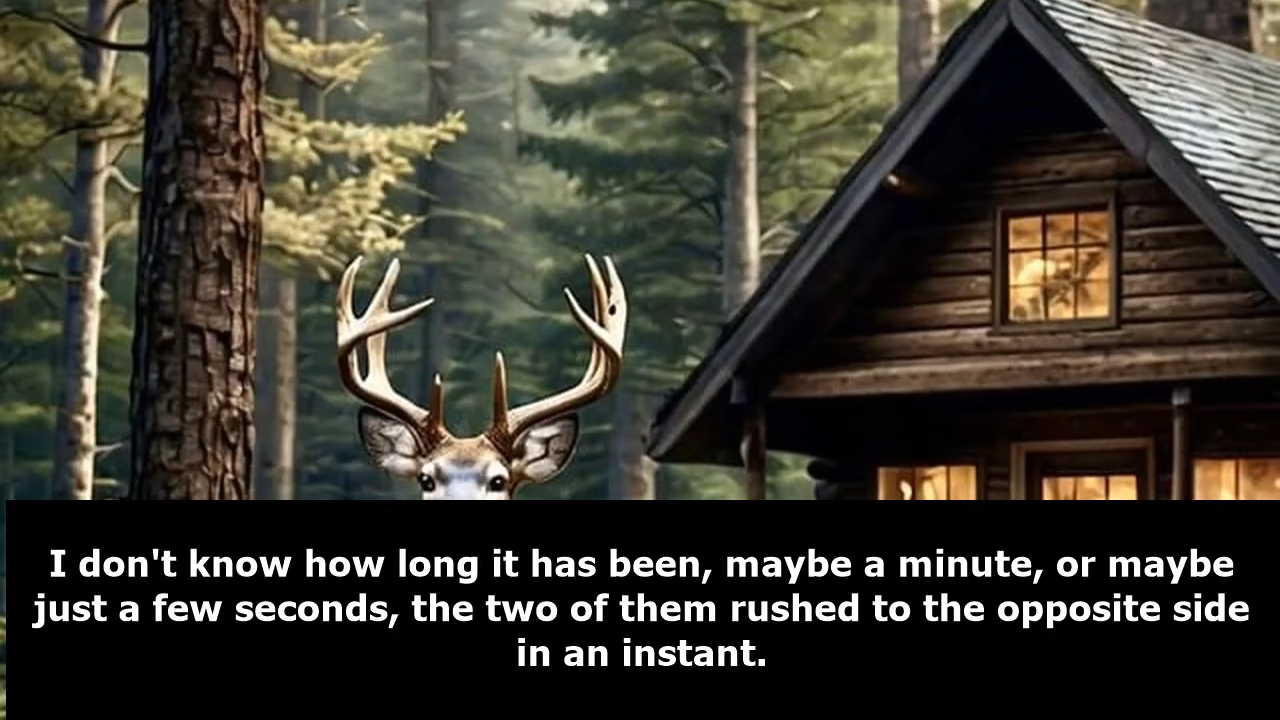 I don't know how long it has been, maybe a minute, or maybe
just a few seconds, the two of them rushed to the opposite side
in an instant.